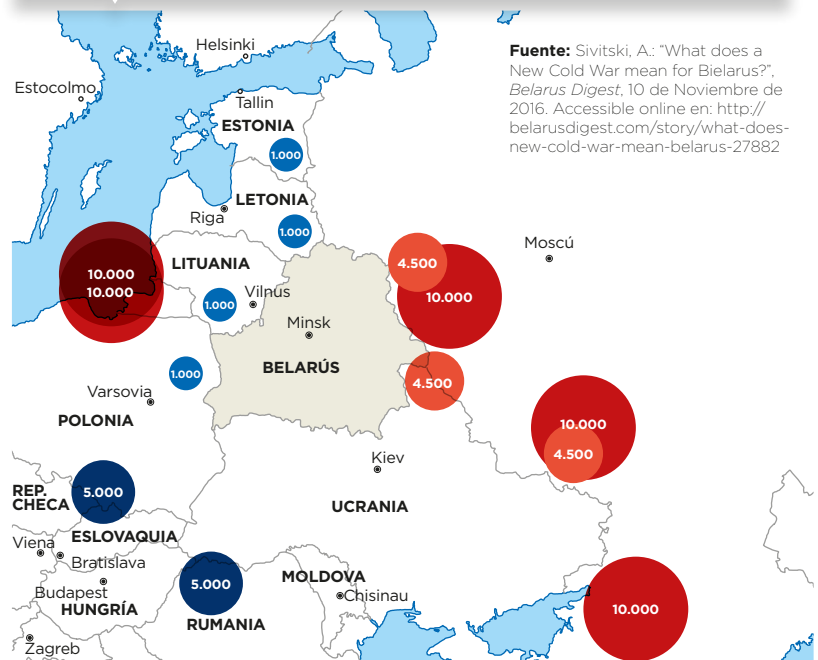 Helsinki
Fuente: Sivitski, A.: “What does a
New Cold War mean for Bielarus?”,
Belarus Digest, 10 de Noviembre de
2016. Accessible online en: http://
belarusdigest.com/story/what-does-
new-cold-war-mean-belarus-27882
Estocolmo
Tallin
ESTONIA
1.000
LETONIA
Riga
1.000
Moscú
LITUANIA
4.500
10.000
10.000
Vilnus
1.000
10.000
Minsk
BELARÚS
1.000
4.500
Varsovia
POLONIA
10.000
4.500
Kiev
REP.
CHECA
5.000
UCRANIA
Viena
ESLOVAQUIA
Bratislava
MOLDOVA
5.000
Budapest
Chisinau
HUNGRÍA
10.000
RUMANIA
Zagreb